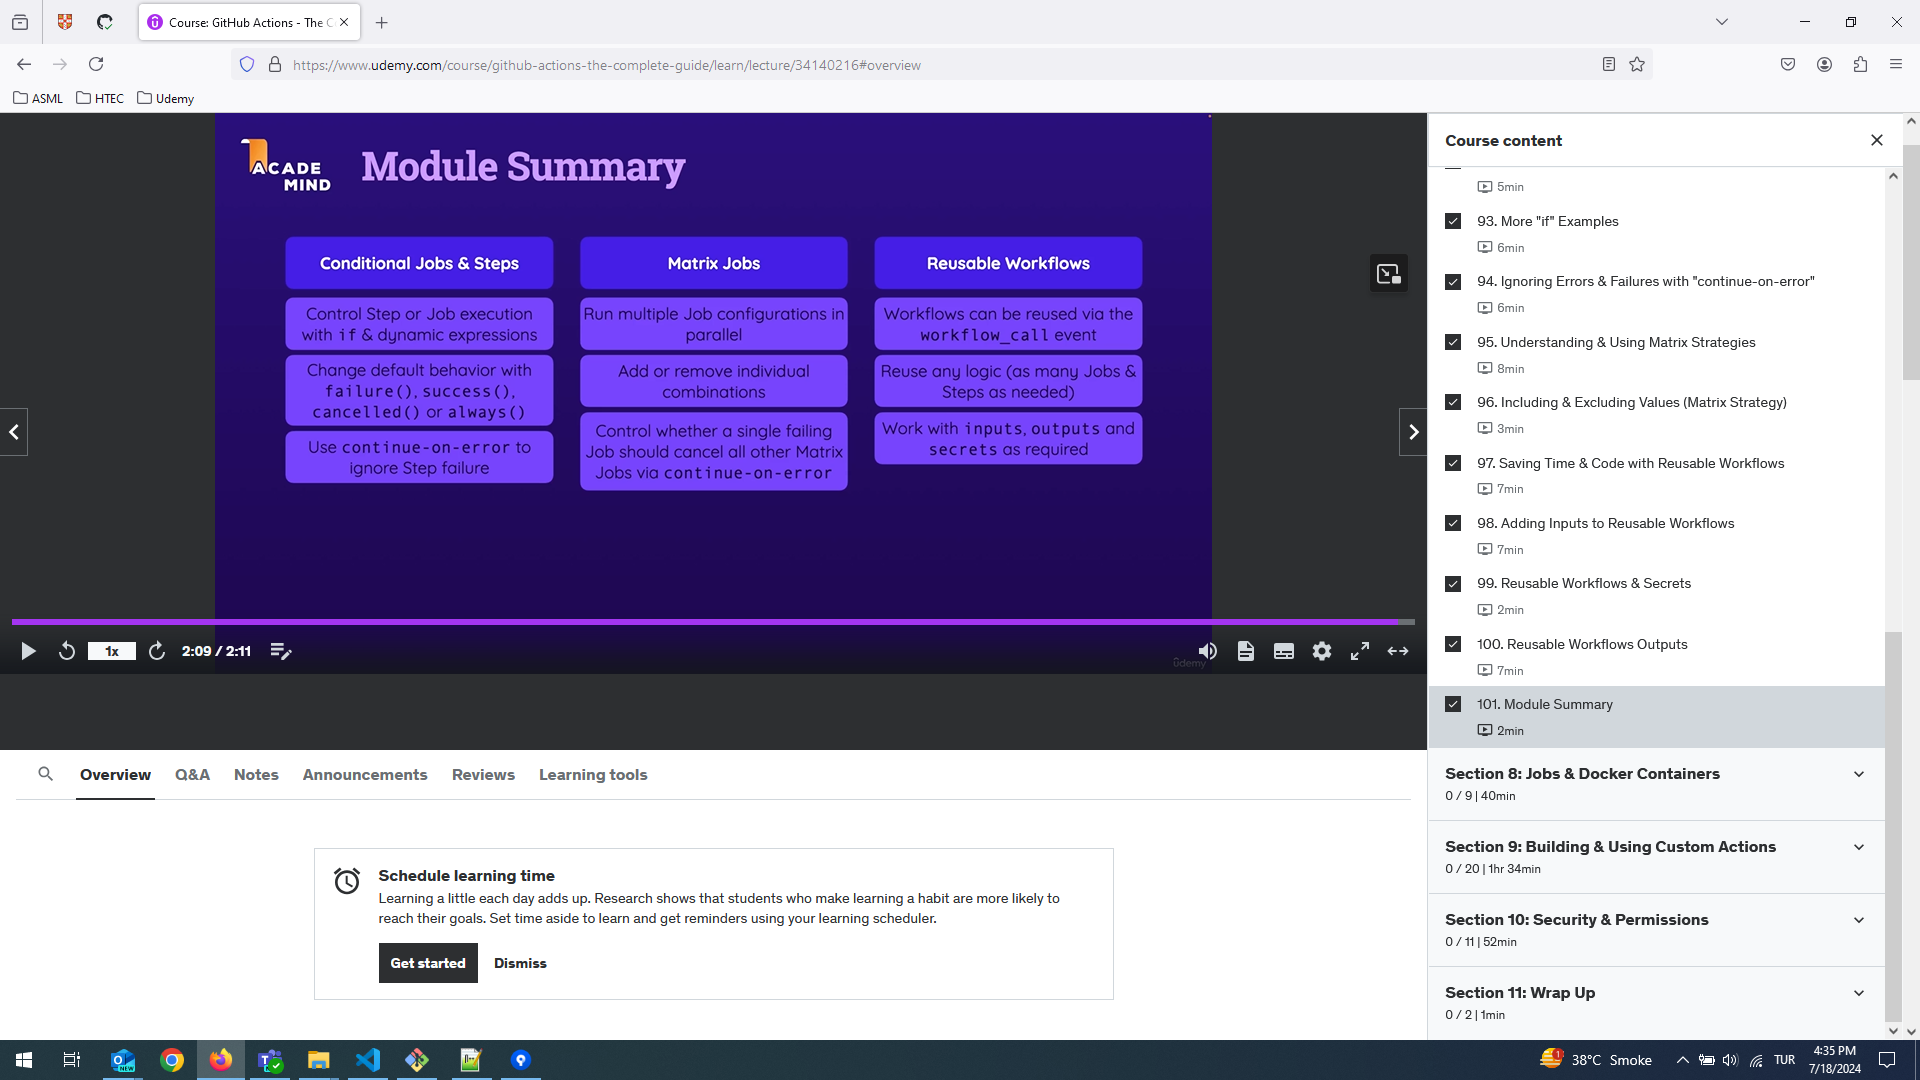 Course: GitHub Actions - The C
https://www.udemy.com/course/github-actions-the-complete-guide/learn/lecture/34140216#overview
ASML
HTEC
Udemy
ACADE
MIND
Module Summary
Conditional Jobs & Steps
Control Step or Job execution
with if & dynamic expressions
Change default behavior with
failure(), success(),
cancelled() or always()
Use continue-on-error to
ignore Step failure
Matrix Jobs
Run multiple Job configurations in
parallel
Add or remove individual
combinations
Control whether a single failing
Job should cancel all other Matrix
Jobs via continue-on-error
Reusable Workflows
Workflows can be reused via the
workflow_call event
Reuse any logic (as many Jobs &
Steps as needed)
Work with inputs, outputs and
secrets as required
1x
2:09 / 2:11
udemy
Overview
Q&A
Notes
Announcements
Reviews
Learning tools
Schedule learning time
Learning a little each day adds up. Research shows that students who make learning a habit are more likely to
reach their goals. Set time aside to learn and get reminders using your learning scheduler.
Get started
Dismiss
Course content
5min
93. More "if" Examples
6min
94. Ignoring Errors & Failures with "continue-on-error"
6min
95. Understanding & Using Matrix Strategies
8min
96. Including & Excluding Values (Matrix Strategy)
3min
97. Saving Time & Code with Reusable Workflows
7min
98. Adding Inputs to Reusable Workflows
7min
99. Reusable Workflows & Secrets
2min
100. Reusable Workflows Outputs
7min
101. Module Summary
2min
Section 8: Jobs & Docker Containers
0 / 9 | 40min
Section 9: Building & Using Custom Actions
0 / 20 | 1hr 34min
Section 10: Security & Permissions
0 / 11 | 52min
Section 11: Wrap Up
0 / 2 | 1min
NEW
1
38°C Smoke
TUR
4:35 PM
7/18/2024